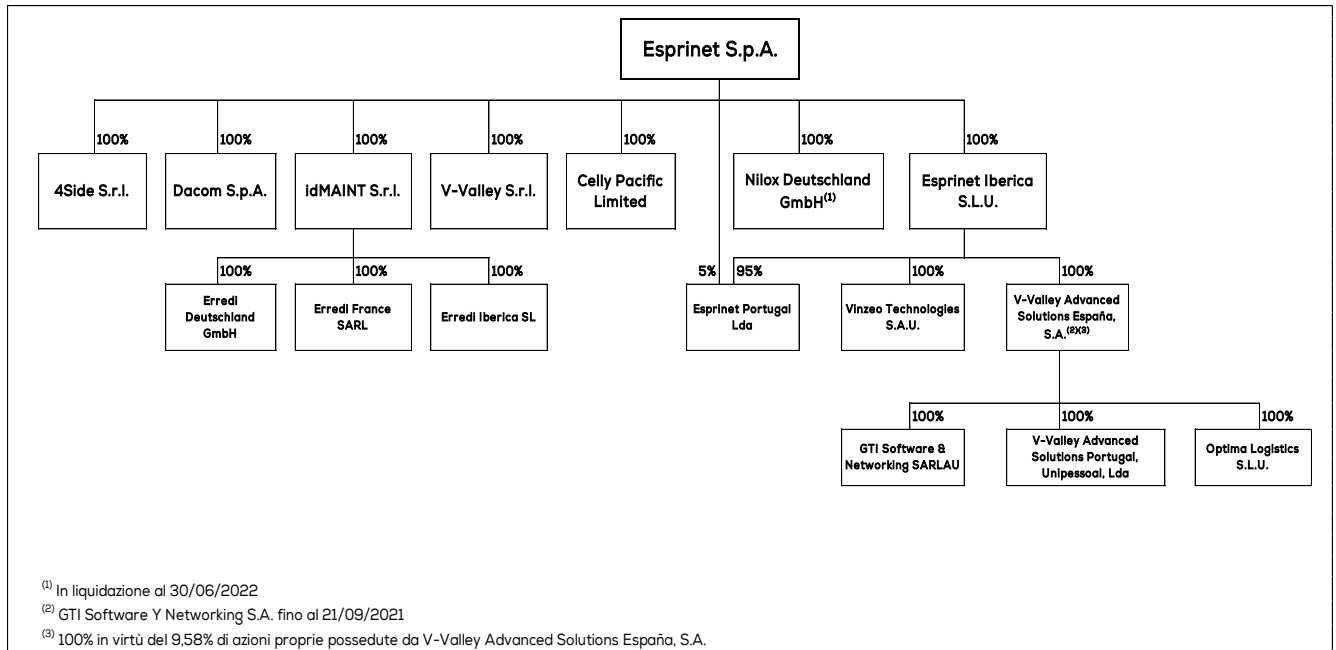 Esprinet S.p.A.
100% 100% 100% 100% 100% 100% 100%
4Side S.r.l.
Dacom S.p.A.
idMAINT S.r.l.
V-Valley S.r.l.
Celly Pacific
Limited
Nilox Deutschland
GmbH(1)
Esprinet Iberica
S.L.U.
100% 100% 100% 5% 95% 100% 100%
Erredi
Deutschland
GmbH
Erredi France
SARL
Erredi Iberica SL
Esprinet Portugal
Lda
Vinzeo Technologies
S.A.U.
V-Valley Advanced
Solutions España,
S.A.(2)(3)
100% 100% 100%
GTI Software &
Networking SARLAU
V-Valley Advanced
Solutions Portugal,
Unipessoal, Lda
Optima Logistics
S.L.U.
(1) In liquidazione al 30/06/2022
(2) GTI Software Y Networking S.A. fino al 21/09/2021
(3) 100% in virtù del 9,58% di azioni proprie possedute da V-Valley Advanced Solutions España, S.A.